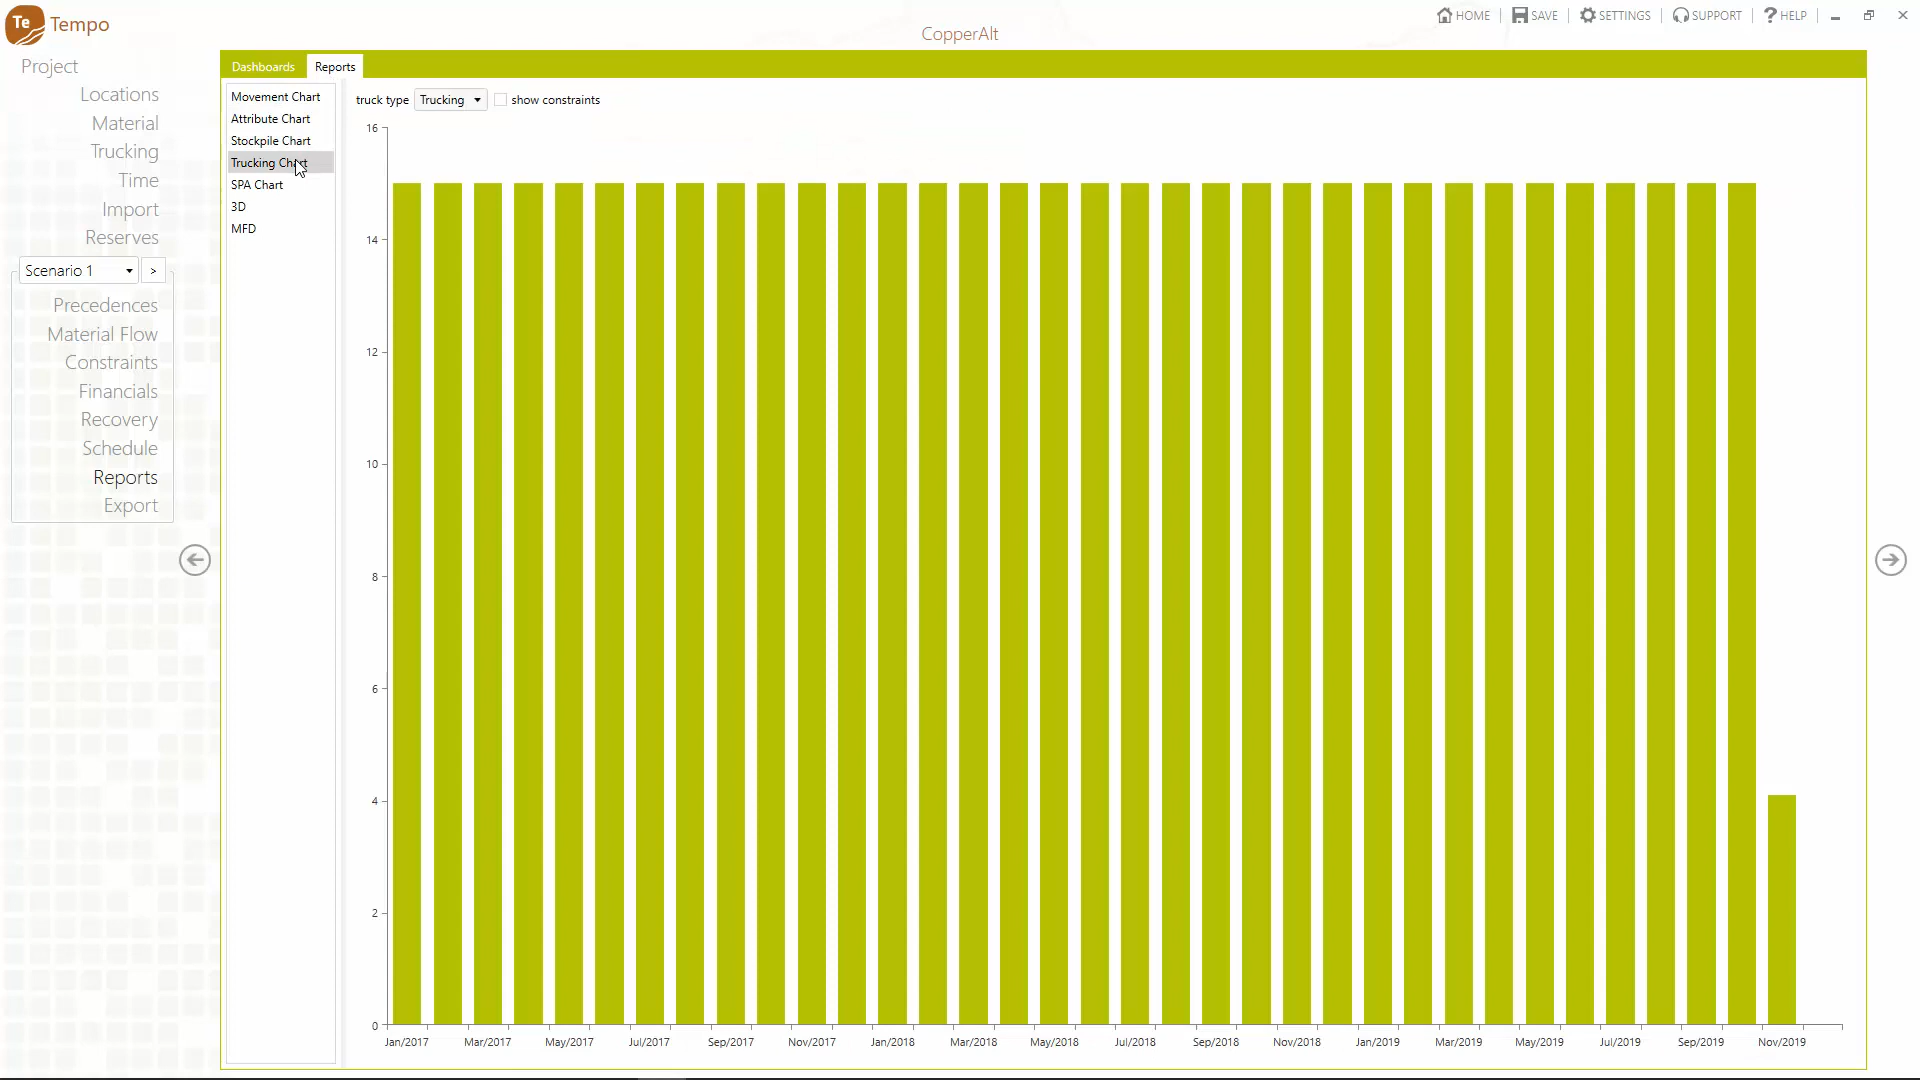 Te Tempo
CopperAlt
HOME SAVE SETTINGS SUPPORT ? HELP
Project
Locations
Material
Trucking
Time
Import
Reserves
Scenario 1 >
Precedences
Material Flow
Constraints
Financials
Recovery
Schedule
Reports
Export
Dashboards Reports
Movement Chart
Attribute Chart
Stockpile Chart
Trucking Chart
SPA Chart
3D
MFD
truck type Trucking show constraints
16
14
12
10
8
6
4
2
0
Jan/2017 Mar/2017 May/2017 Jul/2017 Sep/2017 Nov/2017 Jan/2018 Mar/2018 May/2018 Jul/2018 Sep/2018 Nov/2018 Jan/2019 Mar/2019 May/2019 Jul/2019 Sep/2019 Nov/2019